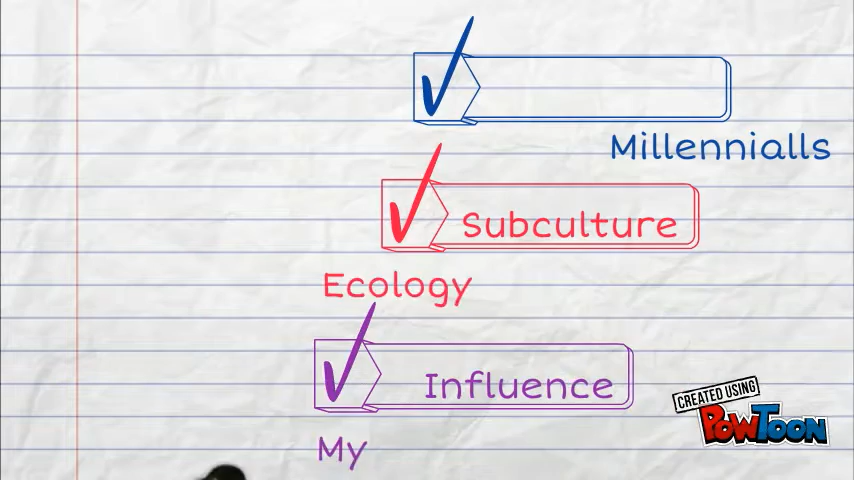 Millennialls
Subculture
Ecology
Influence
My
CREATED USING
POWTOON